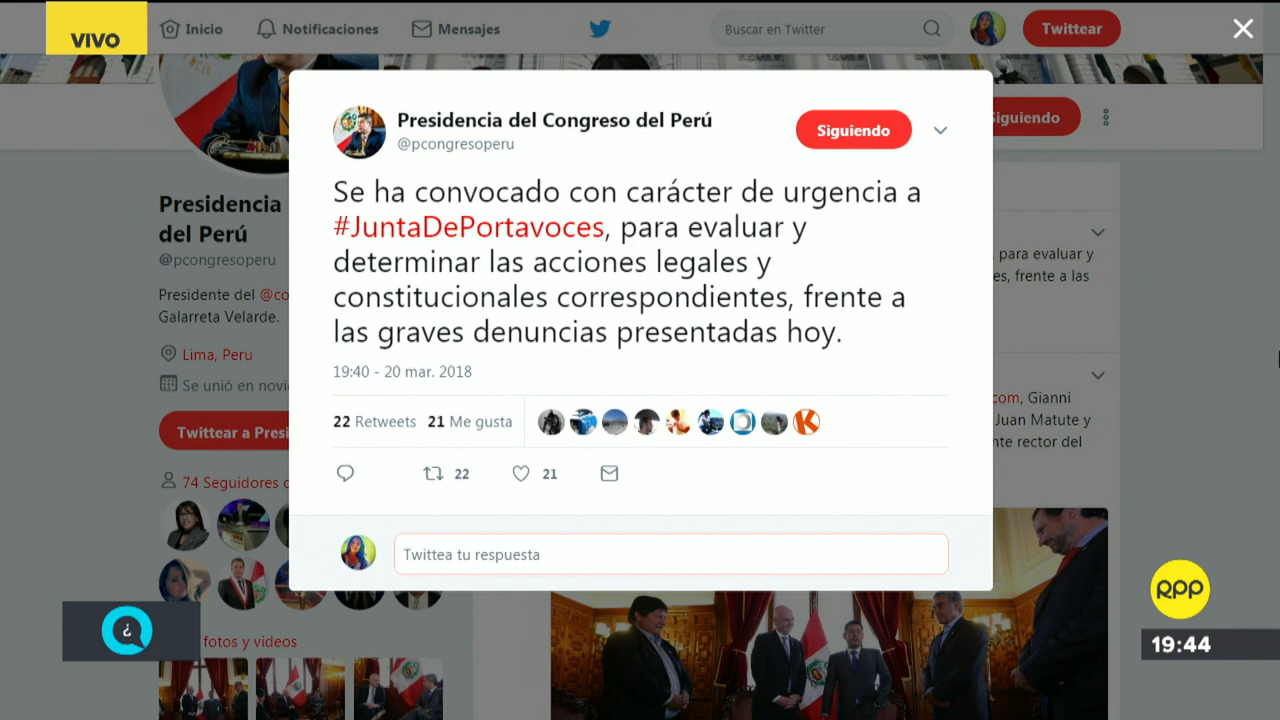 VIVO
Inicio
Notificaciones
Mensajes
Buscar en Twitter
Twittear
Siguiendo
Presidencia
del Perú
@pcongresoperu
Presidente del @co
Galarreta Velarde.
Lima, Peru
Se unió en novi
Twittear a Presi
74 Seguidores
fotos y videos
Presidencia del Congreso del Perú
@pcongresoperu
Siguiendo
Se ha convocado con carácter de urgencia a
#JuntaDePortavoces, para evaluar y
determinar las acciones legales y
constitucionales correspondientes, frente a
las graves denuncias presentadas hoy.
19:40 - 20 mar. 2018
22 Retweets 21 Me gusta
22
21
Twittea tu respuesta
para evaluar y
es, frente a las
com, Gianni
Juan Matute y
nte rector del
¿
RPP
19:44